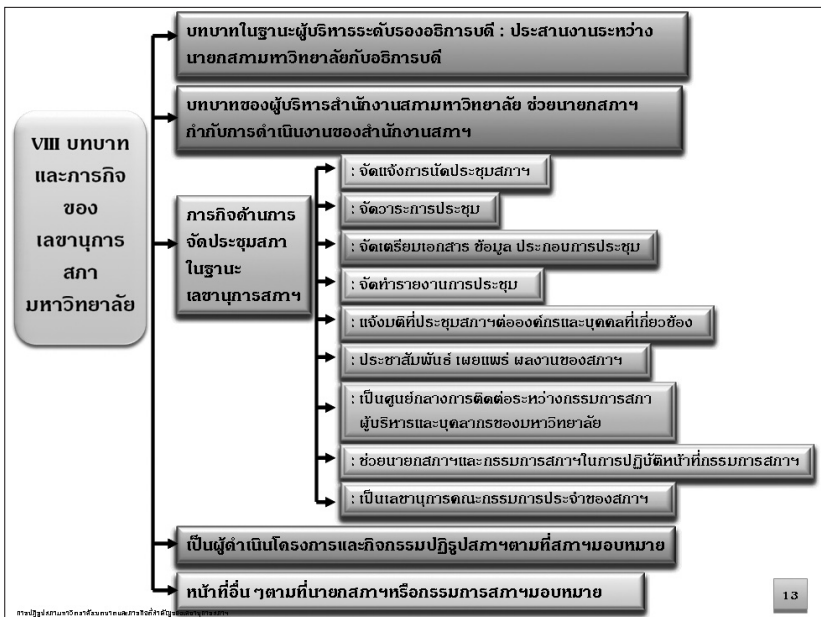 VIII บทบาท
และภารกิจ
ของ
เลขานุการ
สภา
มหาวิทยาลัย
บทบาทในฐานะผู้บริหารระดับรองอธิการบดี : ประสานงานระหว่าง
นายกสภามหาวิทยาลัยกับอธิการบดี
บทบาทของผู้บริหารสำนักงานสภามหาวิทยาลัย ช่วยนายกสภาฯ
กำกับการดำเนินงานของสำนักงานสภาฯ
ภารกิจด้านการ
จัดประชุมสภา
ในฐานะ
เลขานุการสภาฯ
: จัดแจ้งการนัดประชุมสภาฯ
: จัดวาระการประชุม
: จัดเตรียมเอกสาร ข้อมูล ประกอบการประชุม
: จัดทำรายงานการประชุม
: แจ้งมติที่ประชุมสภาฯต่อองค์กรและบุคคลที่เกี่ยวข้อง
: ประชาสัมพันธ์ เผยแพร่ ผลงานของสภาฯ
: เป็นศูนย์กลางการติดต่อระหว่างกรรมการสภา
ผู้บริหารและบุคลากรของมหาวิทยาลัย
: ช่วยนายกสภาฯและกรรมการสภาฯในการปฏิบัติหน้าที่กรรมการสภาฯ
: เป็นเลขานุการคณะกรรมการประจำของสภาฯ
เป็นผู้ดำเนินโครงการและกิจกรรมปฏิรูปสภาฯตามที่สภาฯมอบหมาย
หน้าที่อื่น ๆตามที่นายกสภาฯหรือกรรมการสภาฯมอบหมาย
13